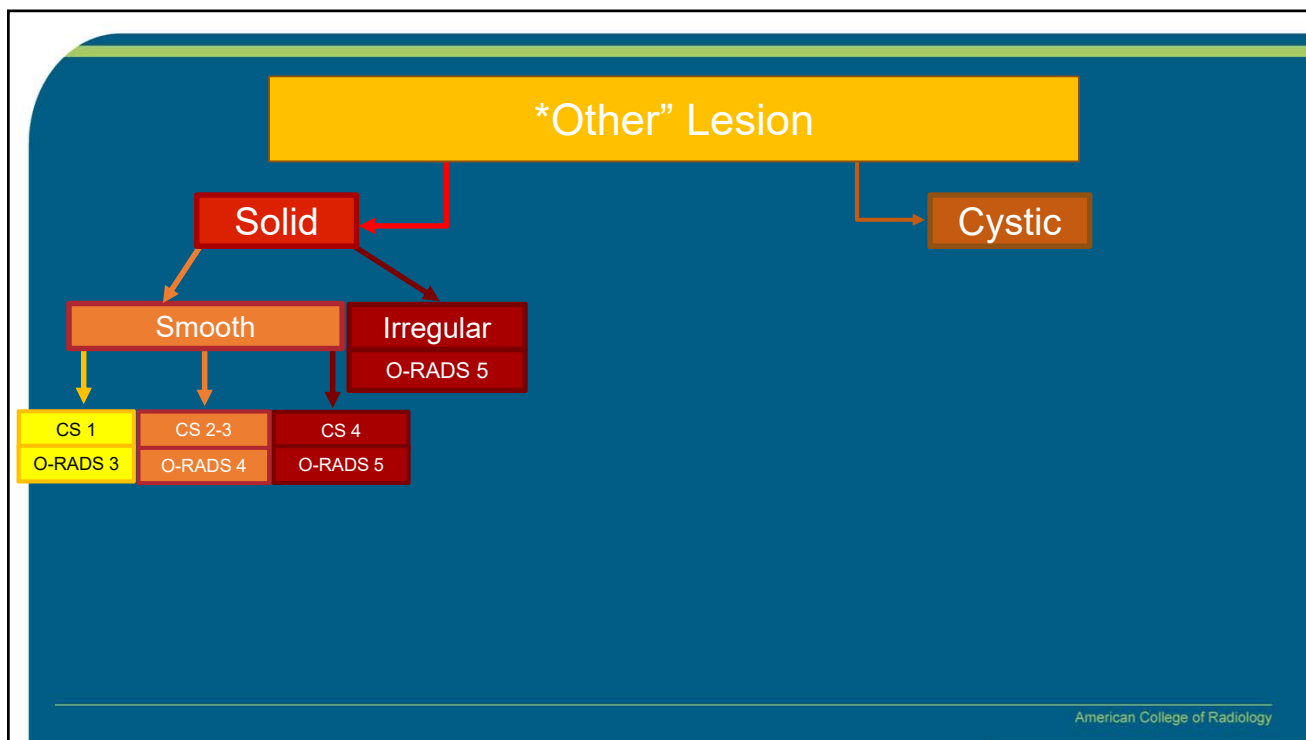 *Other” Lesion
Solid
Cystic
Smooth
Irregular
O-RADS 5
CS 1
CS 2-3
CS 4
O-RADS 3
O-RADS 4
O-RADS 5
American College of Radiology